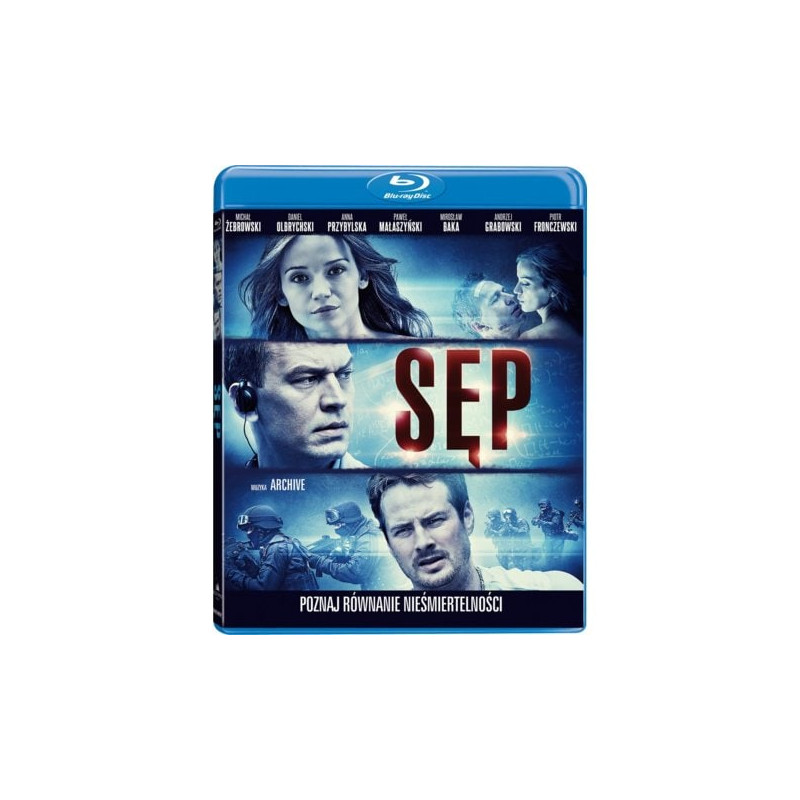 Blu-ray Disc
MICHAŁ ŻEBROWSKI
DANIEL OLBRYCHSKI
ANNA PRZYBYLSKA
PAWEŁ MAŁASZYŃSKI
MIROSŁAW BAKA
ANDRZEJ GRABOWSKI
PIOTR FRONCZEWSKI
SĘP
SĘP
MUZYKA ARCHIVE
POZNAJ RÓWNANIE NIEŚMIERTELNOŚCI